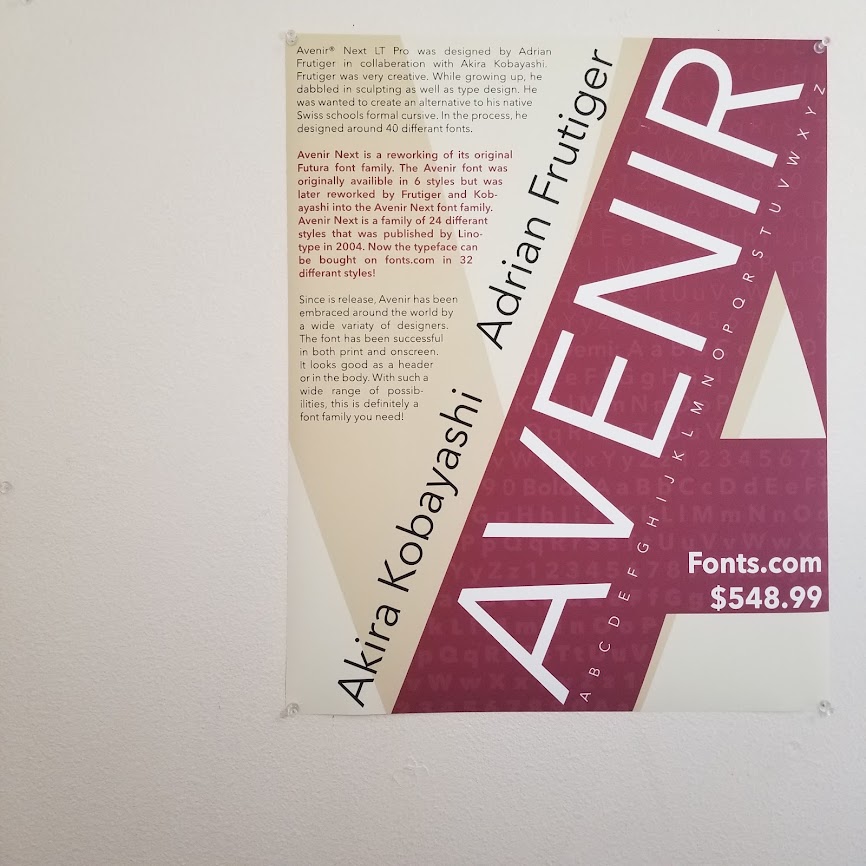 Avenir® Next LT Pro was designed by Adrian
Frutiger in collaberation with Akira Kobayashi.
Frutiger was very creative. While growing up, he
dabbled in sculpting as well as type design. He
was wanted to create an alternative to his native
Swiss schools formal cursive. In the process, he
designed around 40 differant fonts.
Avenir Next is a reworking of its original
Futura font family. The Avenir font was
originally availible in 6 styles but was
later reworked by Frutiger and Kob-
ayashi into the Avenir Next font family.
Avenir Next is a family of 24 differant
styles that was published by Lino-
type in 2004. Now the typeface can
be bought on fonts.com in 32
differant styles!
Since is release, Avenir has been
embraced around the world by
a wide variaty of designers.
The font has been successful
in both print and onscreen.
It looks good as a header
or in the body. With such a
wide range of possib-
ilities, this is definitely a
font family you need!
Akira Kobayashi
Adrian Frutiger
AVENIR
A B C D E F G H I J K L M N O P Q R S T U V W X Y Z
Fonts.com
$548.99